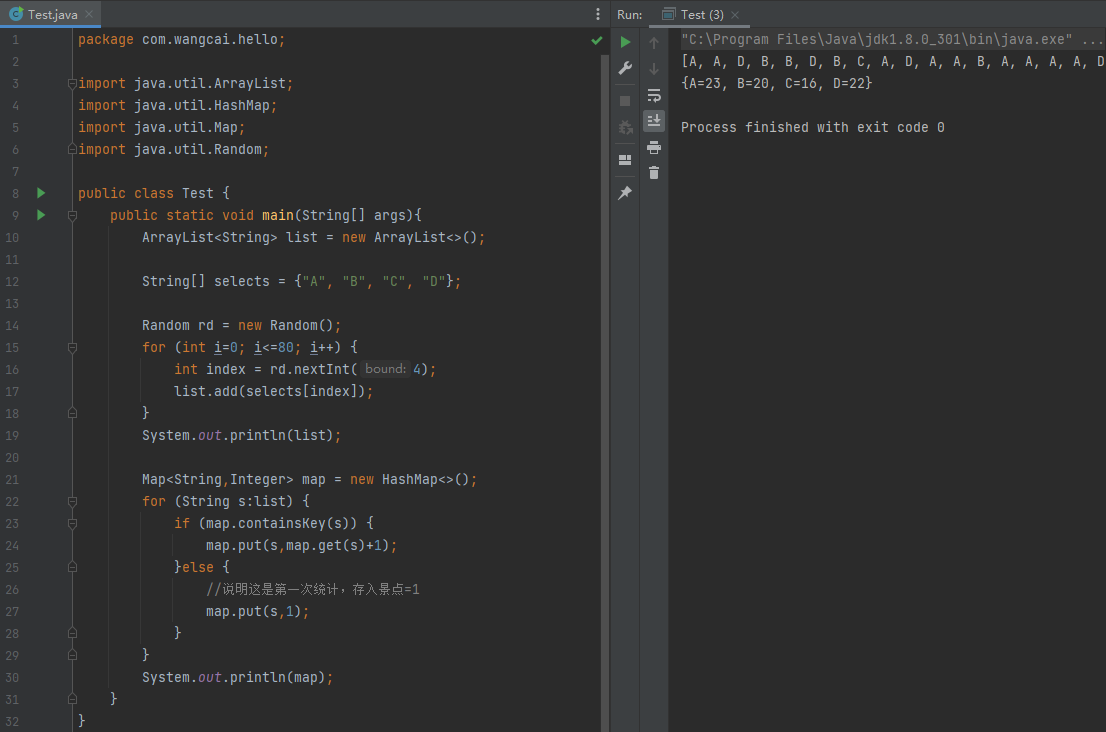 Test.java
Run: Test (3)
1 package com.wangcai.hello;
2
3 import java.util.ArrayList;
4 import java.util.HashMap;
5 import java.util.Map;
6 import java.util.Random;
7
8 public class Test {
9 public static void main(String[] args){
10 ArrayList<String> list = new ArrayList<>();
11
12 String[] selects = {"A", "B", "C", "D"};
13
14 Random rd = new Random();
15 for (int i=0; i<=80; i++) {
16 int index = rd.nextInt( bound: 4);
17 list.add(selects[index]);
18 }
19 System.out.println(list);
20
21 Map<String,Integer> map = new HashMap<>();
22 for (String s:list) {
23 if (map.containsKey(s)) {
24 map.put(s,map.get(s)+1);
25 }else {
26 //说明这是第一次统计，存入景点=1
27 map.put(s,1);
28 }
29 }
30 System.out.println(map);
31 }
32 }
"C:\Program Files\Java\jdk1.8.0_301\bin\java.exe" ...
[A, A, D, B, B, D, B, C, A, D, A, A, B, A, A, A, A, D
{A=23, B=20, C=16, D=22}
Process finished with exit code 0